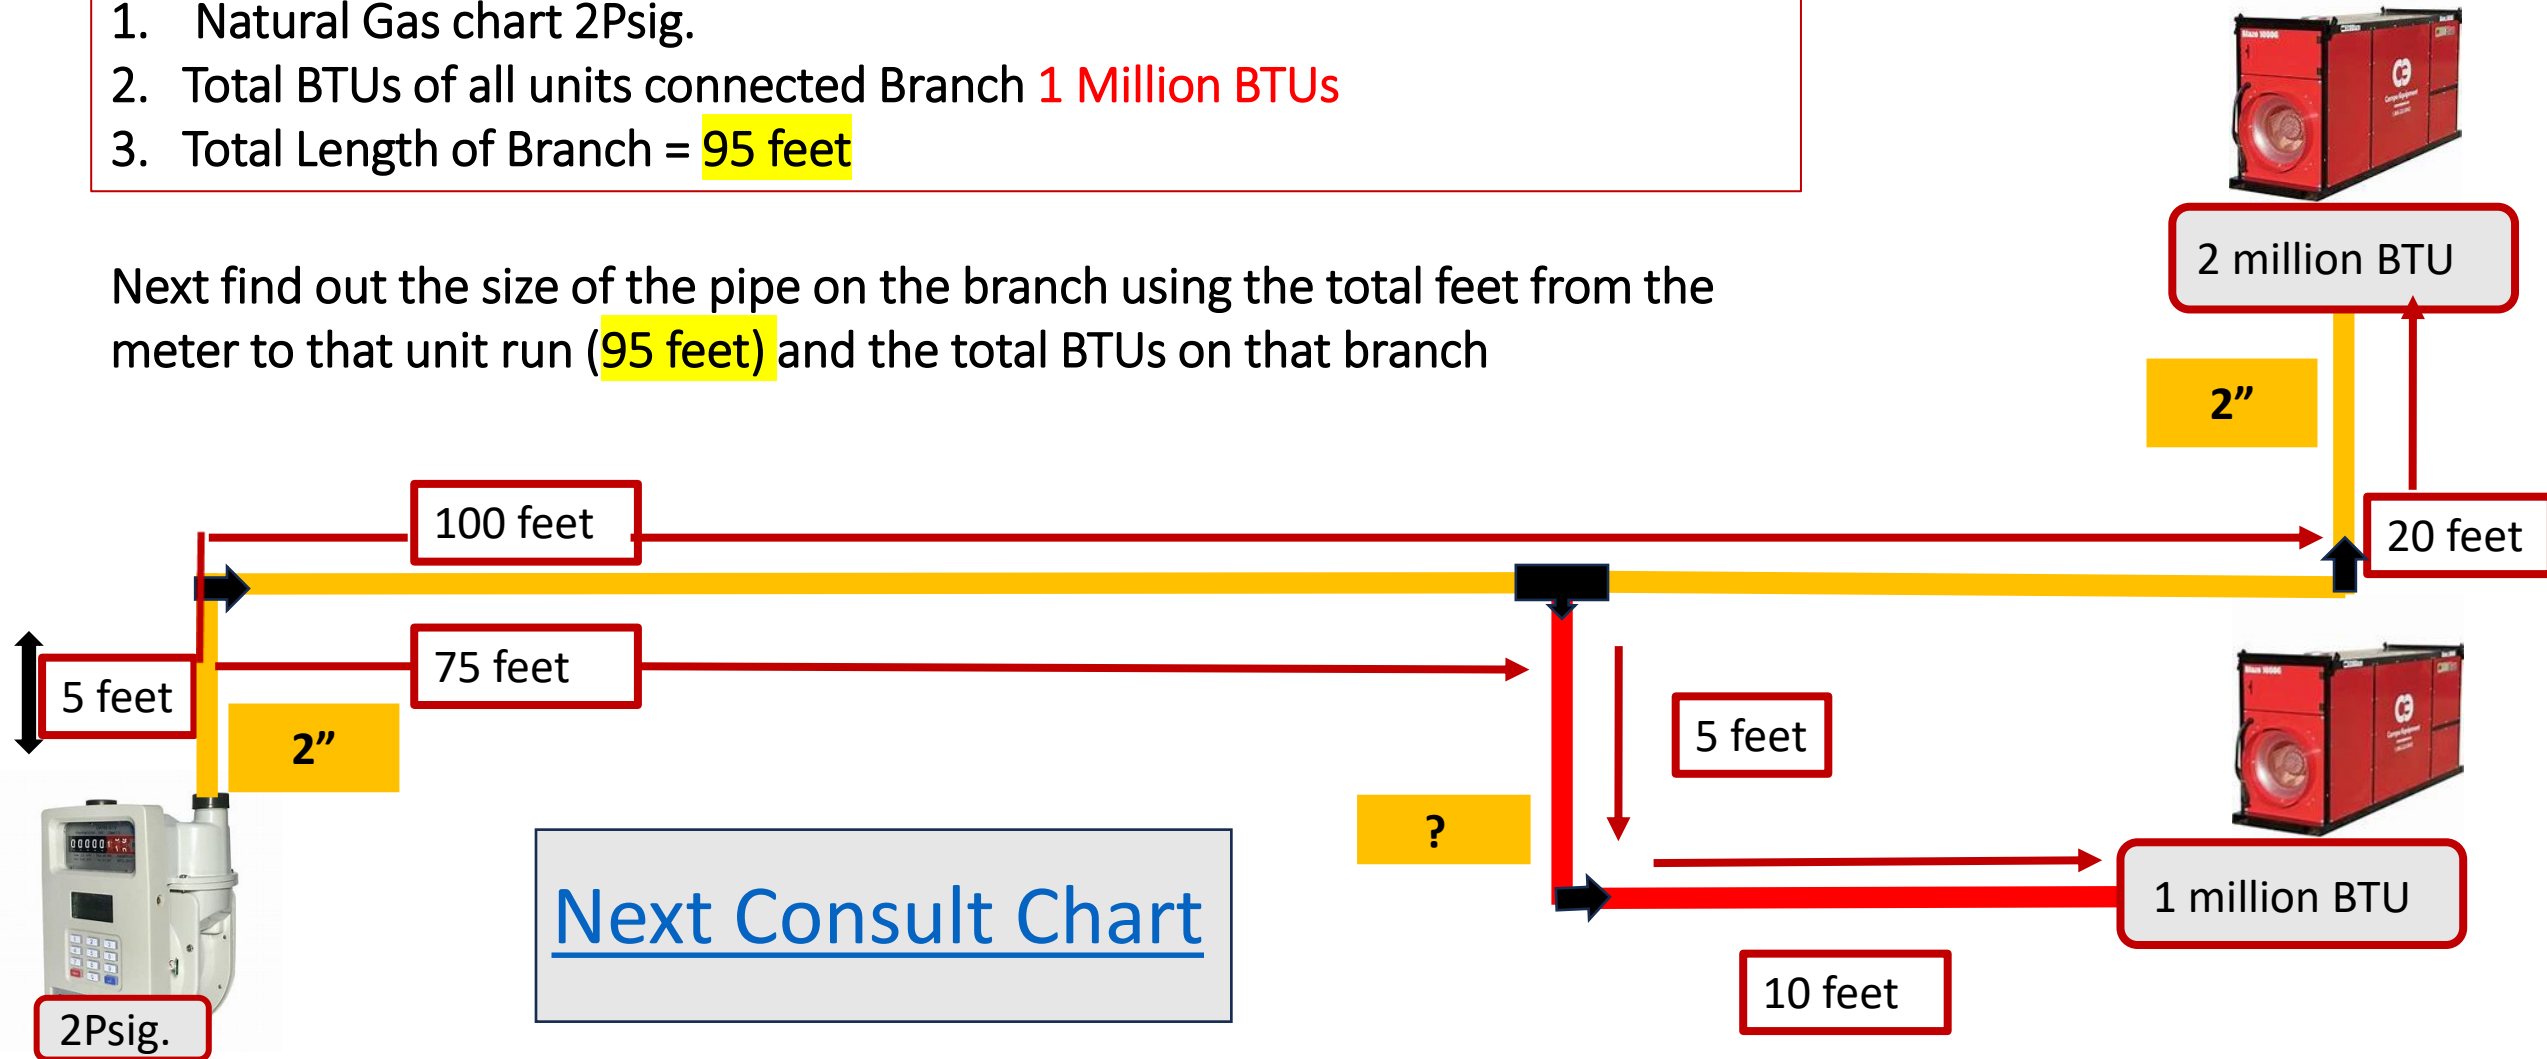 1. Natural Gas chart 2Psig.
2. Total BTUs of all units connected Branch 1 Million BTUs
3. Total Length of Branch = 95 feet
Next find out the size of the pipe on the branch using the total feet from the
meter to that unit run (95 feet) and the total BTUs on that branch
2 million BTU
2”
100 feet
20 feet
75 feet
5 feet
2”
5 feet
?
Next Consult Chart
1 million BTU
10 feet
2Psig.